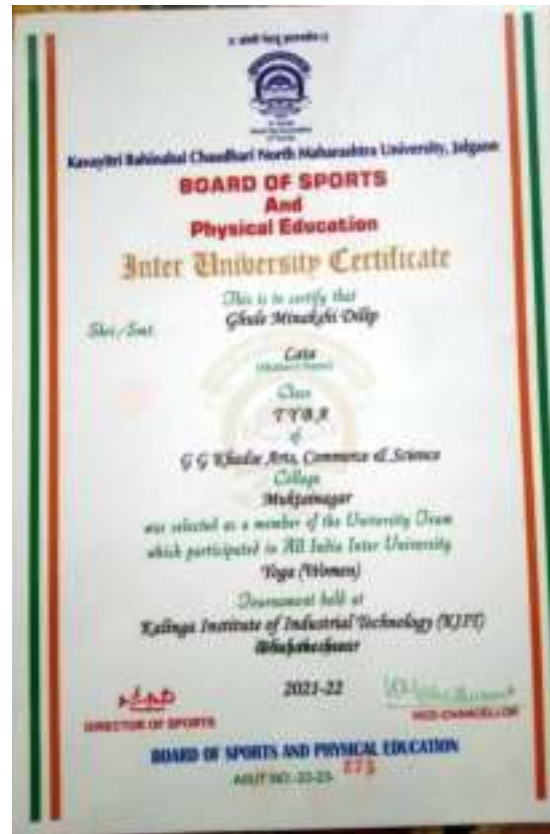 Kavayitri Bahinabai Chaudhari North Maharashtra University, Jalgaon
BOARD OF SPORTS
And
Physical Education
Inter University Certificate
This is to certify that
Shri./Smt. Ghule Minakshi Dilip
Lata
(Mother's Name)
Class
T Y B A
of
G G Khadse Arts, Commerce & Science
College
Muktainagar
was selected as a member of the University Team
which participated in All India Inter University
Yoga (Women)
Tournament held at
Kalinga Institute of Industrial Technology (KIIT)
Bhubaneshwar
2021-22
DIRECTOR OF SPORTS
VICE-CHANCELLOR
BOARD OF SPORTS AND PHYSICAL EDUCATION